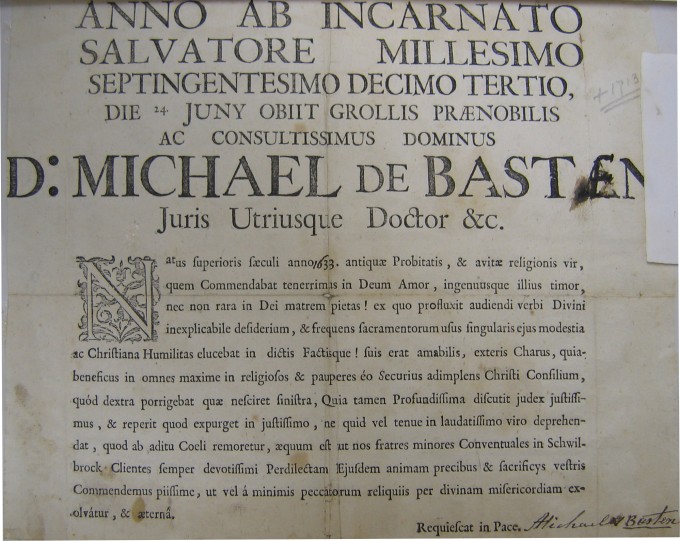 ANNO AB INCARNATO
SALVATORE MILLESIMO
SEPTINGENTESIMO DECIMO TERTIO,
DIE 24 JUNY OBIIT GROLLIS PRÆNOBILIS
AC CONSULTISSIMUS DOMINUS
D: MICHAEL DE BASTEN
Juris Utriusque Doctor &c.
Natus superioris sæculi anno 1633. antiquæ Probitatis, & avitæ religionis vir,
quem Commendabat tenerrimus in Deum Amor, ingenuusque illius timor,
nec non rara in Dei matrem pietas! ex quo profluxit audiendi verbi Divini
inexplicabile desiderium, & frequens sacramentorum usus singularis ejus modestia
ac Christiana Humilitas elucebat in dictis Factisque! suis erat amabilis, exteris Charus, quia-
beneficus in omnes maxime in religiosos & pauperes éo Securius adimplens Christi Consilium,
quód dextra porrigebat quæ nesciret sinistra, Quia tamen Profundissima discutit judex justissi-
mus, & reperit quod expurget in justissimo, ne quid vel tenue in laudatissimo viro deprehen-
dat, quod ab aditu Coeli remoretur, æquum est ut nos fratres minores Conventuales in Schwil-
brock Clientes semper devotissimi Perdilectam Ejusdem animam precibus & sacrificys vestris
Commendemus piissime, ut vel á minimis peccatorum reliquiis per divinam misericordiam ex-
olvátur, & æternâ.
Requiescat in Pace. Michael Basten
+ 1713